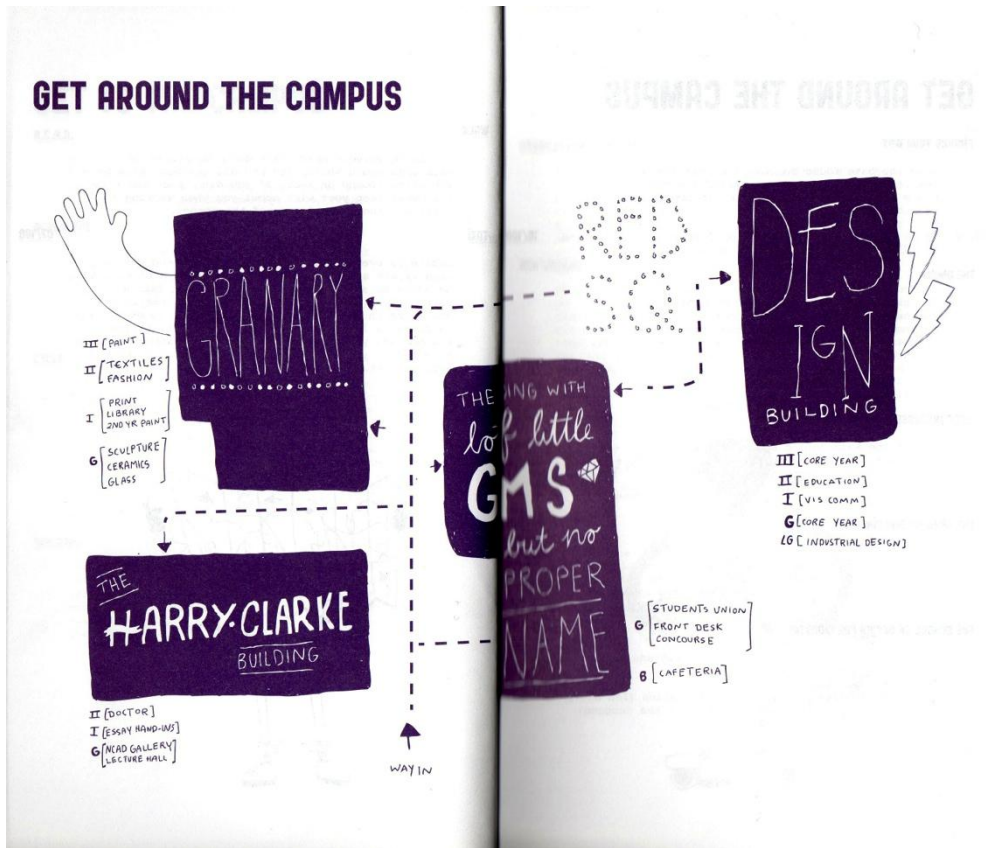 GET AROUND THE CAMPUS
GRANARY
III [PAINT]
II [TEXTILES
FASHION]
I [PRINT
LIBRARY
2ND YR PAINT]
G [SCULPTURE
CERAMICS
GLASS]
THE
HARRY·CLARKE
BUILDING
II [DOCTOR]
I [ESSAY HAND-INS]
G [NCAD GALLERY
LECTURE HALL]
WAY IN
RED
SQ.
THE ING WITH
little
GMS
but no
PROPER
NAME
G [STUDENTS UNION
FRONT DESK
CONCOURSE]
B [CAFETERIA]
DES
IGN
BUILDING
III [CORE YEAR]
II [EDUCATION]
I [VIS COMM]
G [CORE YEAR]
LG [INDUSTRIAL DESIGN]